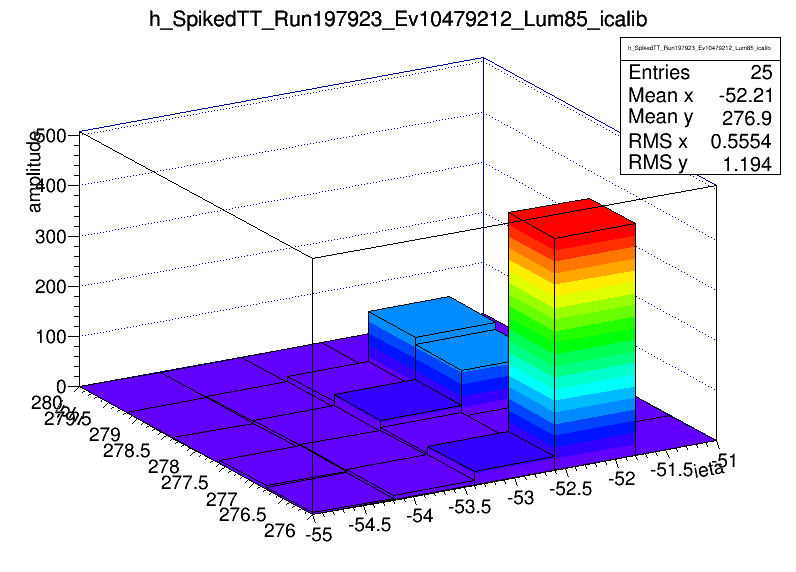 h_SpikedTT_Run197923_Ev10479212_Lum85_icalib
h_SpikedTT_Run197923_Ev10479212_Lum85_icalib
Entries 25
Mean x -52.21
Mean y 276.9
RMS x 0.5554
RMS y 1.194
amplitude
500
400
300
200
100
0
280
279.5
279
278.5
278
277.5
277
276.5
276
-55
-54.5
-54
-53.5
-53
-52.5
-52
-51.5
-51
ieta